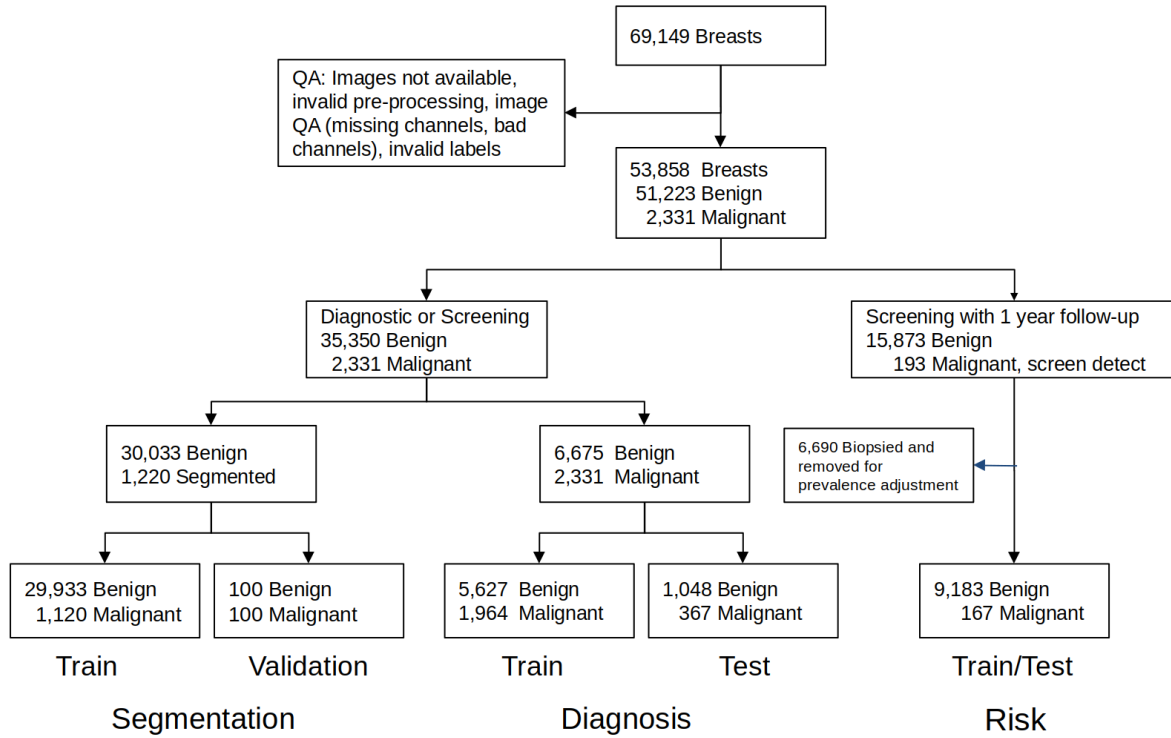 69,149 Breasts
QA: Images not available,
invalid pre-processing, image
QA (missing channels, bad
channels), invalid labels
53,858 Breasts
51,223 Benign
2,331 Malignant
Diagnostic or Screening
35,350 Benign
2,331 Malignant
Screening with 1 year follow-up
15,873 Benign
193 Malignant, screen detect
30,033 Benign
1,220 Segmented
6,675 Benign
2,331 Malignant
6,690 Biopsied and
removed for
prevalence adjustment
29,933 Benign
1,120 Malignant
100 Benign
100 Malignant
5,627 Benign
1,964 Malignant
1,048 Benign
367 Malignant
9,183 Benign
167 Malignant
Train
Validation
Train
Test
Train/Test
Segmentation
Diagnosis
Risk